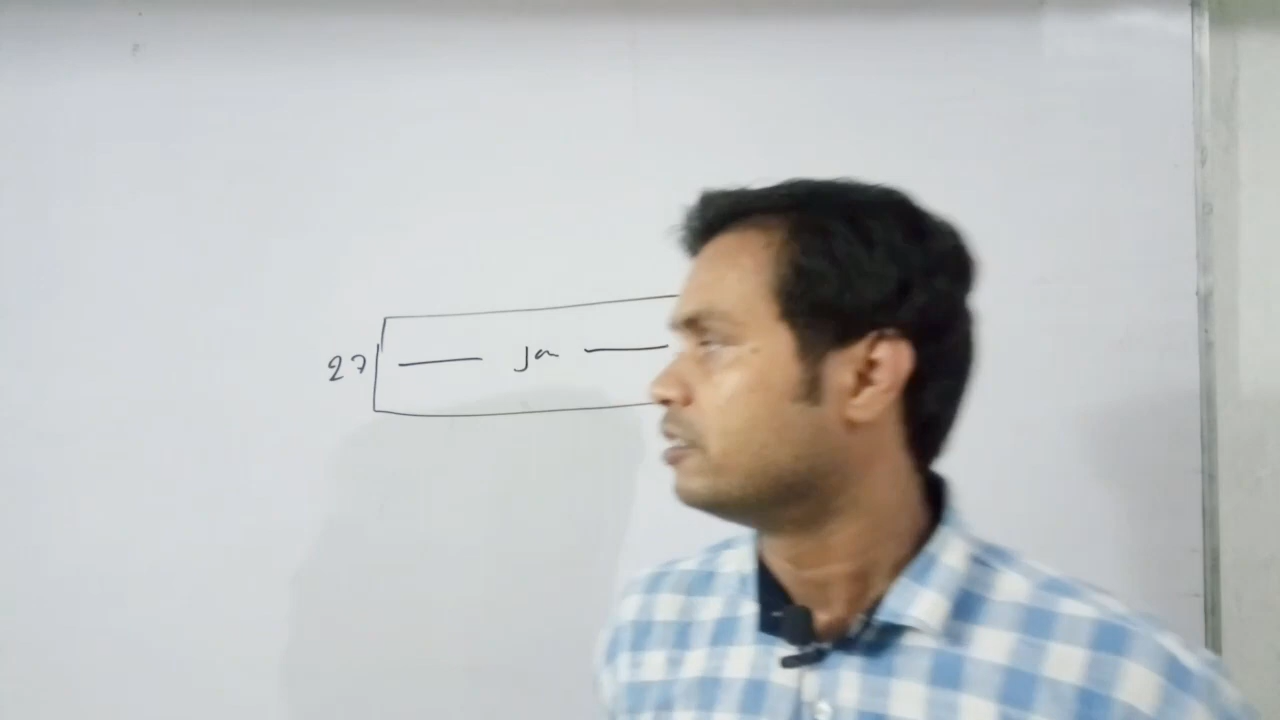 27 — Ja —